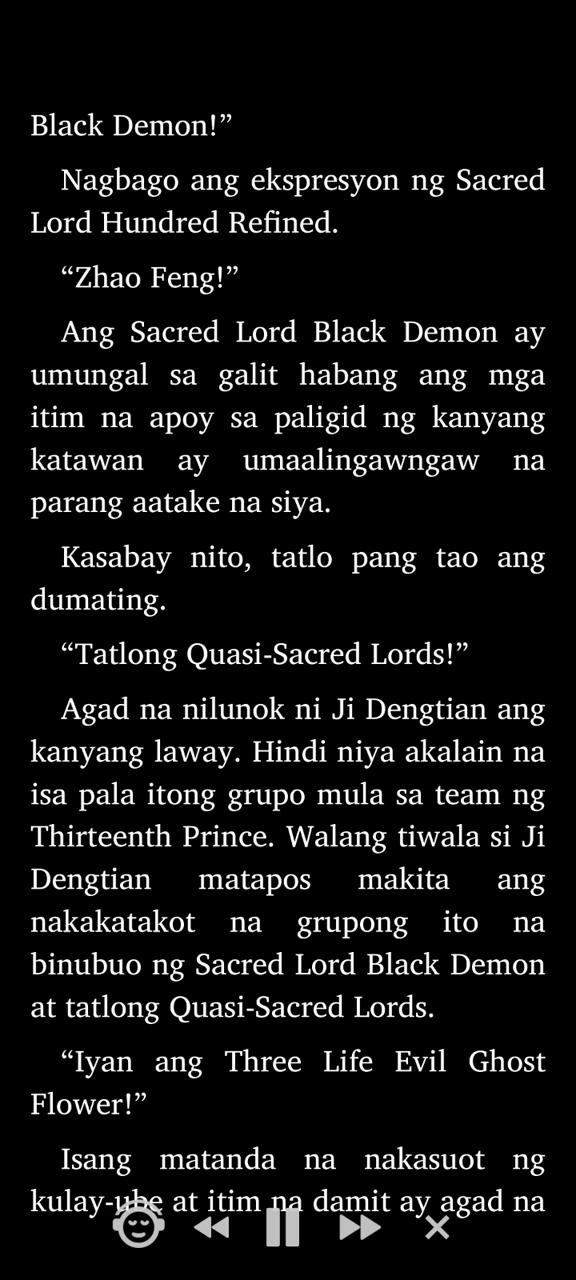 Black Demon!”
Nagbago ang ekspresyon ng Sacred
Lord Hundred Refined.
“Zhao Feng!”
Ang Sacred Lord Black Demon ay
umungal sa galit habang ang mga
itim na apoy sa paligid ng kanyang
katawan ay umaalingawngaw na
parang aatake na siya.
Kasabay nito, tatlo pang tao ang
dumating.
“Tatlong Quasi-Sacred Lords!”
Agad na nilunok ni Ji Dengtian ang
kanyang laway. Hindi niya akalain na
isa pala itong grupo mula sa team ng
Thirteenth Prince. Walang tiwala si Ji
Dengtian matapos makita ang
nakakatakot na grupong ito na
binubuo ng Sacred Lord Black Demon
at tatlong Quasi-Sacred Lords.
“Iyan ang Three Life Evil Ghost
Flower!”
Isang matanda na nakasuot ng
kulay-ube at itim na damit ay agad na